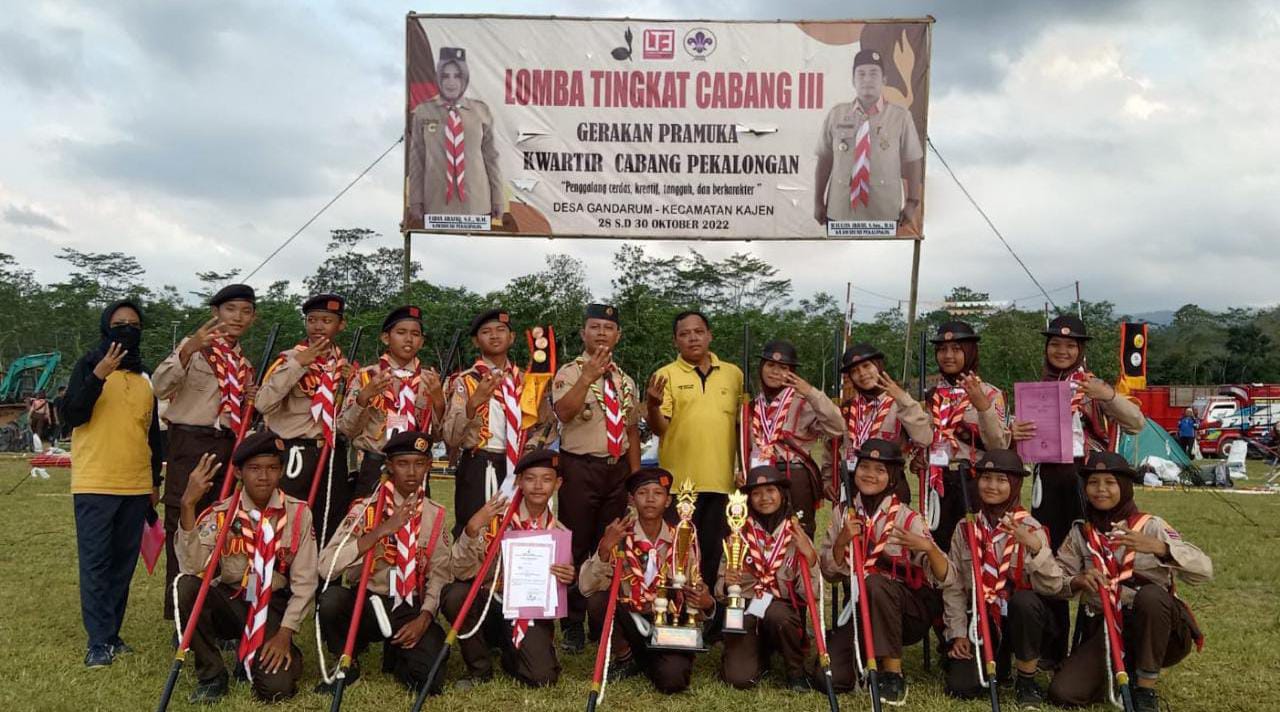 LT3
LOMBA TINGKAT CABANG III
GERAKAN PRAMUKA
KWARTIR CABANG PEKALONGAN
"Penggalang cerdas, kreatif, tangguh, dan berkarakter"
DESA GANDARUM - KECAMATAN KAJEN
28 S.D 30 OKTOBER 2022